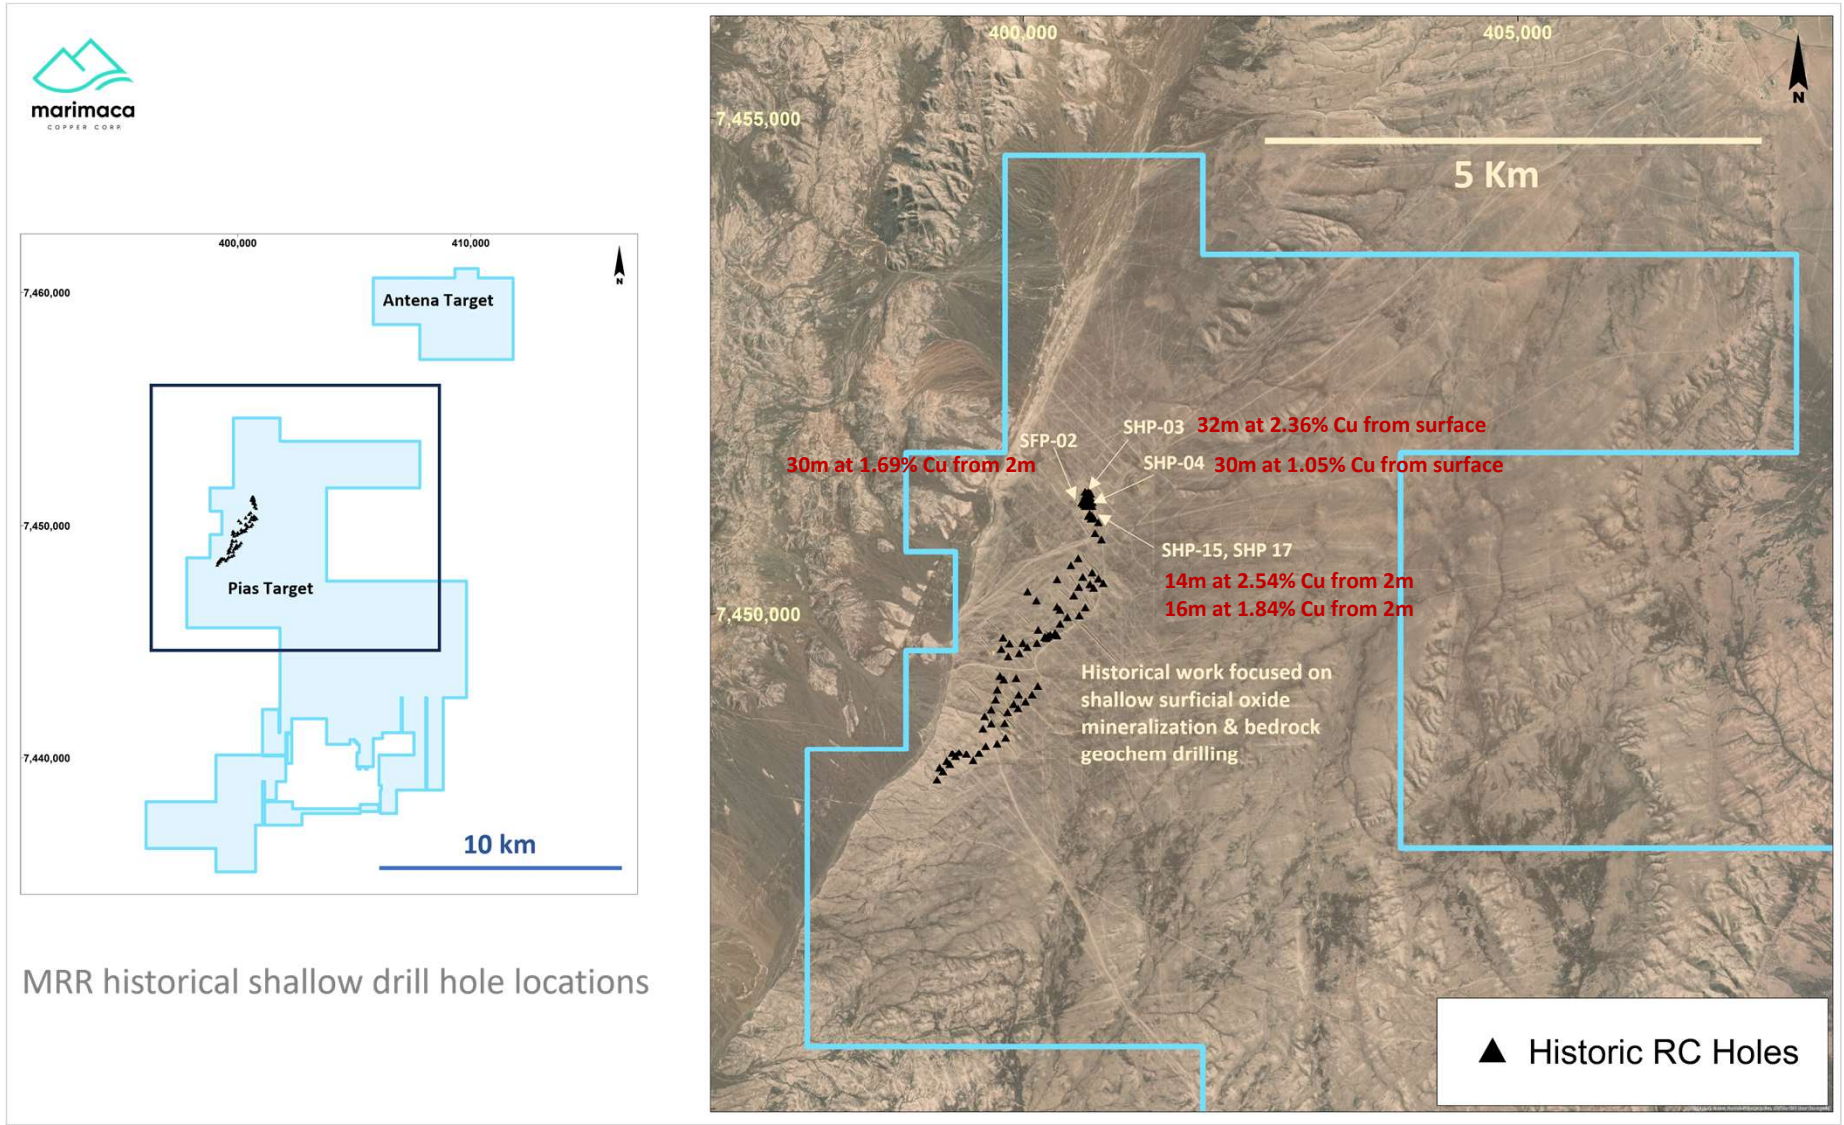 marimaca
COPPER CORP.
400,000
410,000
N
7,460,000
Antena Target
7,450,000
Pias Target
7,440,000
10 km
MRR historical shallow drill hole locations
400,000
405,000
N
7,455,000
5 Km
SHP-03 32m at 2.36% Cu from surface
SFP-02
30m at 1.69% Cu from 2m
SHP-04 30m at 1.05% Cu from surface
SHP-15, SHP 17
14m at 2.54% Cu from 2m
16m at 1.84% Cu from 2m
7,450,000
Historical work focused on
shallow surficial oxide
mineralization & bedrock
geochem drilling
Historic RC Holes